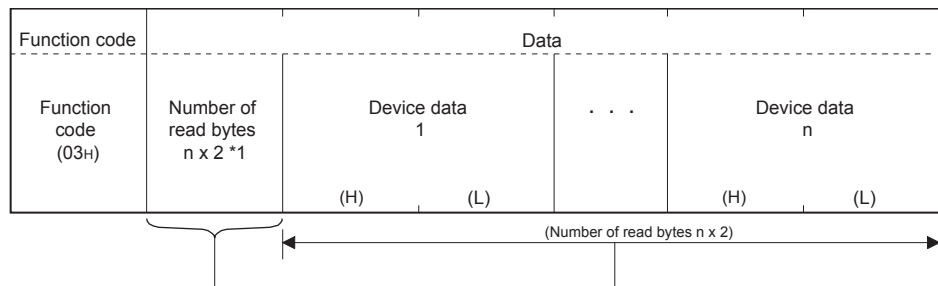 Function code
Data
Function
code
(03H)
Number of
read bytes
n x 2 *1
Device data
1
. . .
Device data
n
(H)
(L)
(H)
(L)
(Number of read bytes n x 2)